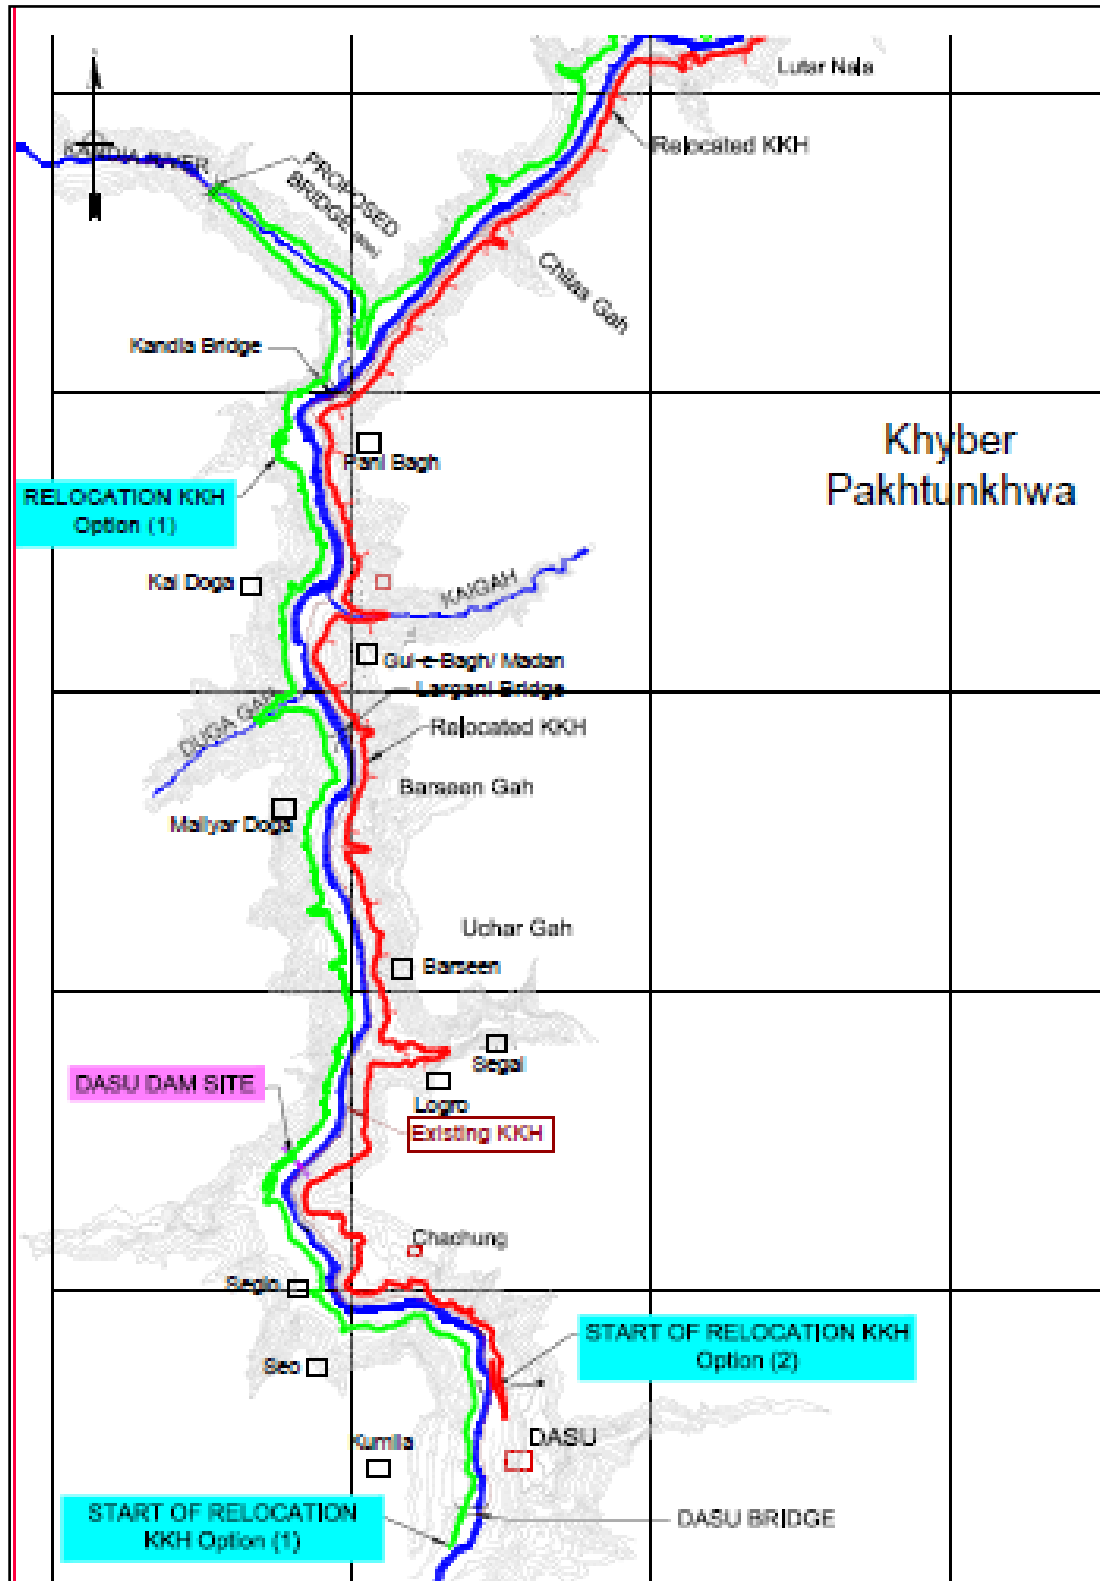 Lutar Nala
Relocated KKH
KANDIA RIVER
PROPOSED
BRIDGE
Chilaa Gah
Kandia Bridge
Khyber
Pakhtunkhwa
Pani Bagh
RELOCATION KKH
Option (1)
Kai Doga
KAIGAH
Gul-e-Bagh/ Madan
Largani Bridge
DUGA GAH
Relocated KKH
Barseen Gah
Maliyar Doga
Uchar Gah
Barseen
Segal
DASU DAM SITE
Logro
Existing KKH
Chachung
Seglo
START OF RELOCATION KKH
Option (2)
Seo
DASU
Kumila
START OF RELOCATION
KKH Option (1)
DASU BRIDGE